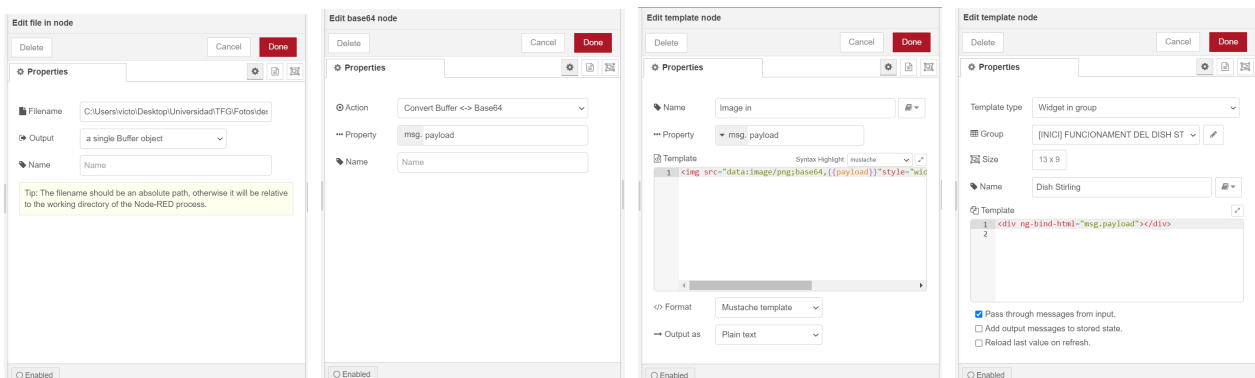 Edit file in node
Delete Cancel Done
Properties
Filename C:\Users\victo\Desktop\Universidad\TFG\Fotos\des
Output a single Buffer object
Name Name
Tip: The filename should be an absolute path, otherwise it will be relative
to the working directory of the Node-RED process.
Enabled
Edit base64 node
Delete Cancel Done
Properties
Action Convert Buffer <-> Base64
Property msg. payload
Name Name
Enabled
Edit template node
Delete Cancel Done
Properties
Name Image in
Property msg. payload
Template Syntax Highlight: mustache
1 <img src="data:image/png;base64,{{payload}}"style="wid
Format Mustache template
Output as Plain text
Enabled
Edit template node
Delete Cancel Done
Properties
Template type Widget in group
Group [INICI] FUNCIONAMENT DEL DISH ST
Size 13 x 9
Name Dish Stirling
Template
1 <div ng-bind-html="msg.payload"></div>
2
Pass through messages from input.
Add output messages to stored state.
Reload last value on refresh.
Enabled